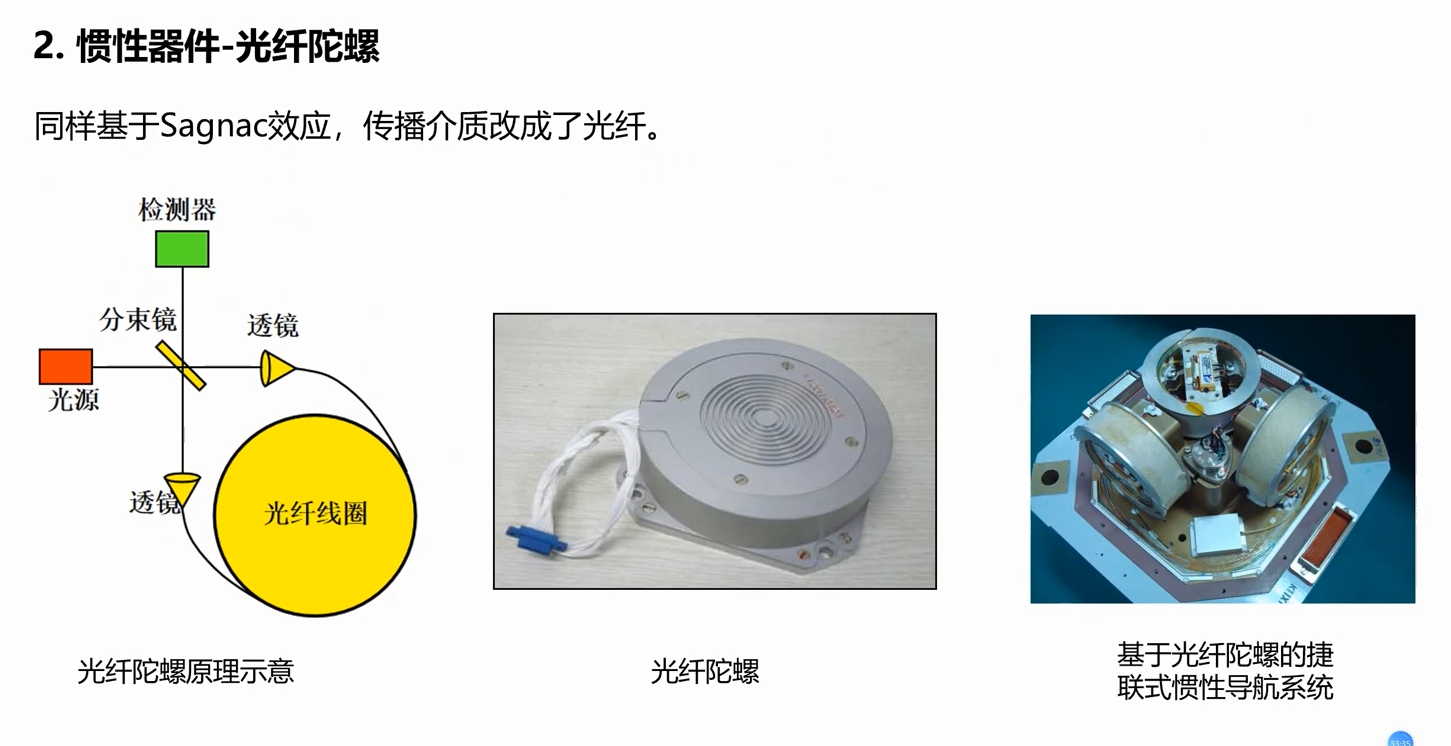 2. 惯性器件-光纤陀螺
同样基于Sagnac效应，传播介质改成了光纤。
检测器
分束镜
透镜
光源
透镜
光纤线圈
光纤陀螺原理示意
光纤陀螺
基于光纤陀螺的捷
联式惯性导航系统
33:35